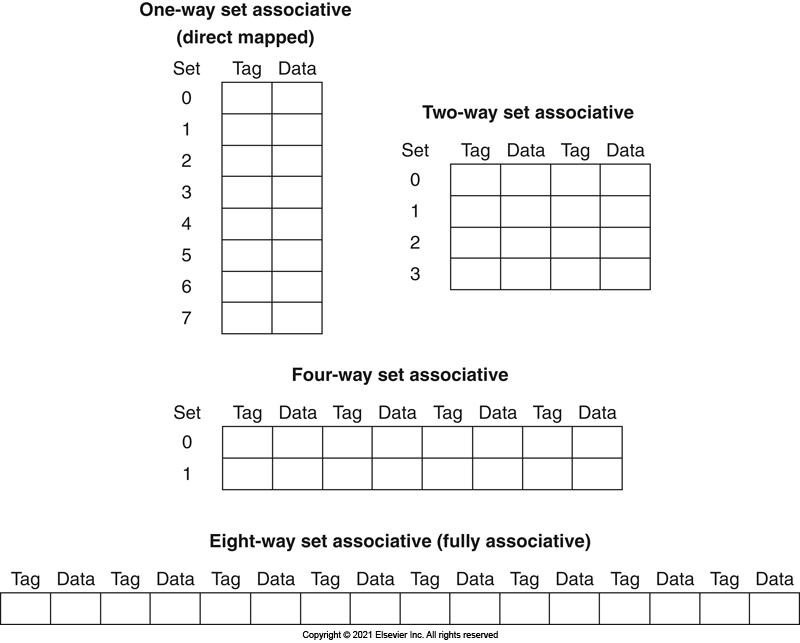 One-way set associative
(direct mapped)
Set Tag Data
0
1
2
3
4
5
6
7
Two-way set associative
Set Tag Data Tag Data
0
1
2
3
Four-way set associative
Set Tag Data Tag Data Tag Data Tag Data
0
1
Eight-way set associative (fully associative)
Tag Data Tag Data Tag Data Tag Data Tag Data Tag Data Tag Data Tag Data
Copyright © 2021 Elsevier Inc. All rights reserved